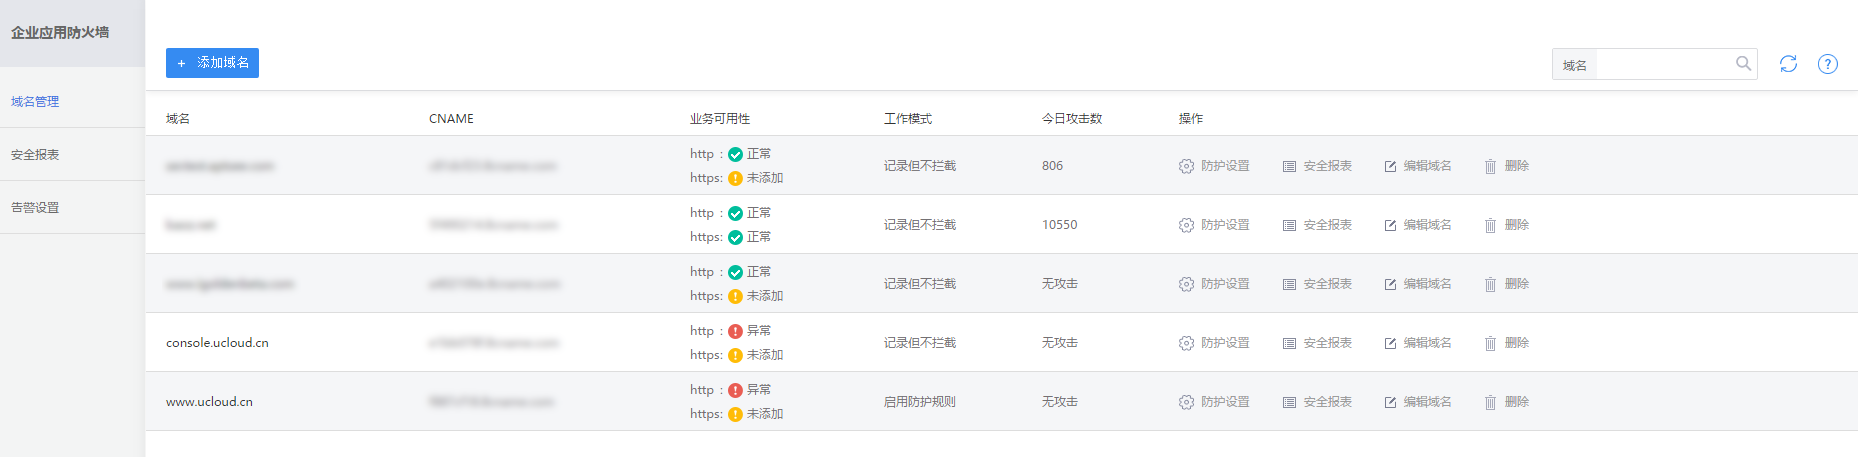 企业应用防火墙
域名管理
安全报表
告警设置
+ 添加域名
域名
域名 CNAME 业务可用性 工作模式 今日攻击数 操作
http : 正常
https: 未添加
记录但不拦截 806 防护设置 安全报表 编辑域名 删除
http : 正常
https: 正常
记录但不拦截 10550 防护设置 安全报表 编辑域名 删除
http : 正常
https: 未添加
记录但不拦截 无攻击 防护设置 安全报表 编辑域名 删除
console.ucloud.cn
http : 异常
https: 未添加
记录但不拦截 无攻击 防护设置 安全报表 编辑域名 删除
www.ucloud.cn
http : 异常
https: 未添加
启用防护规则 无攻击 防护设置 安全报表 编辑域名 删除